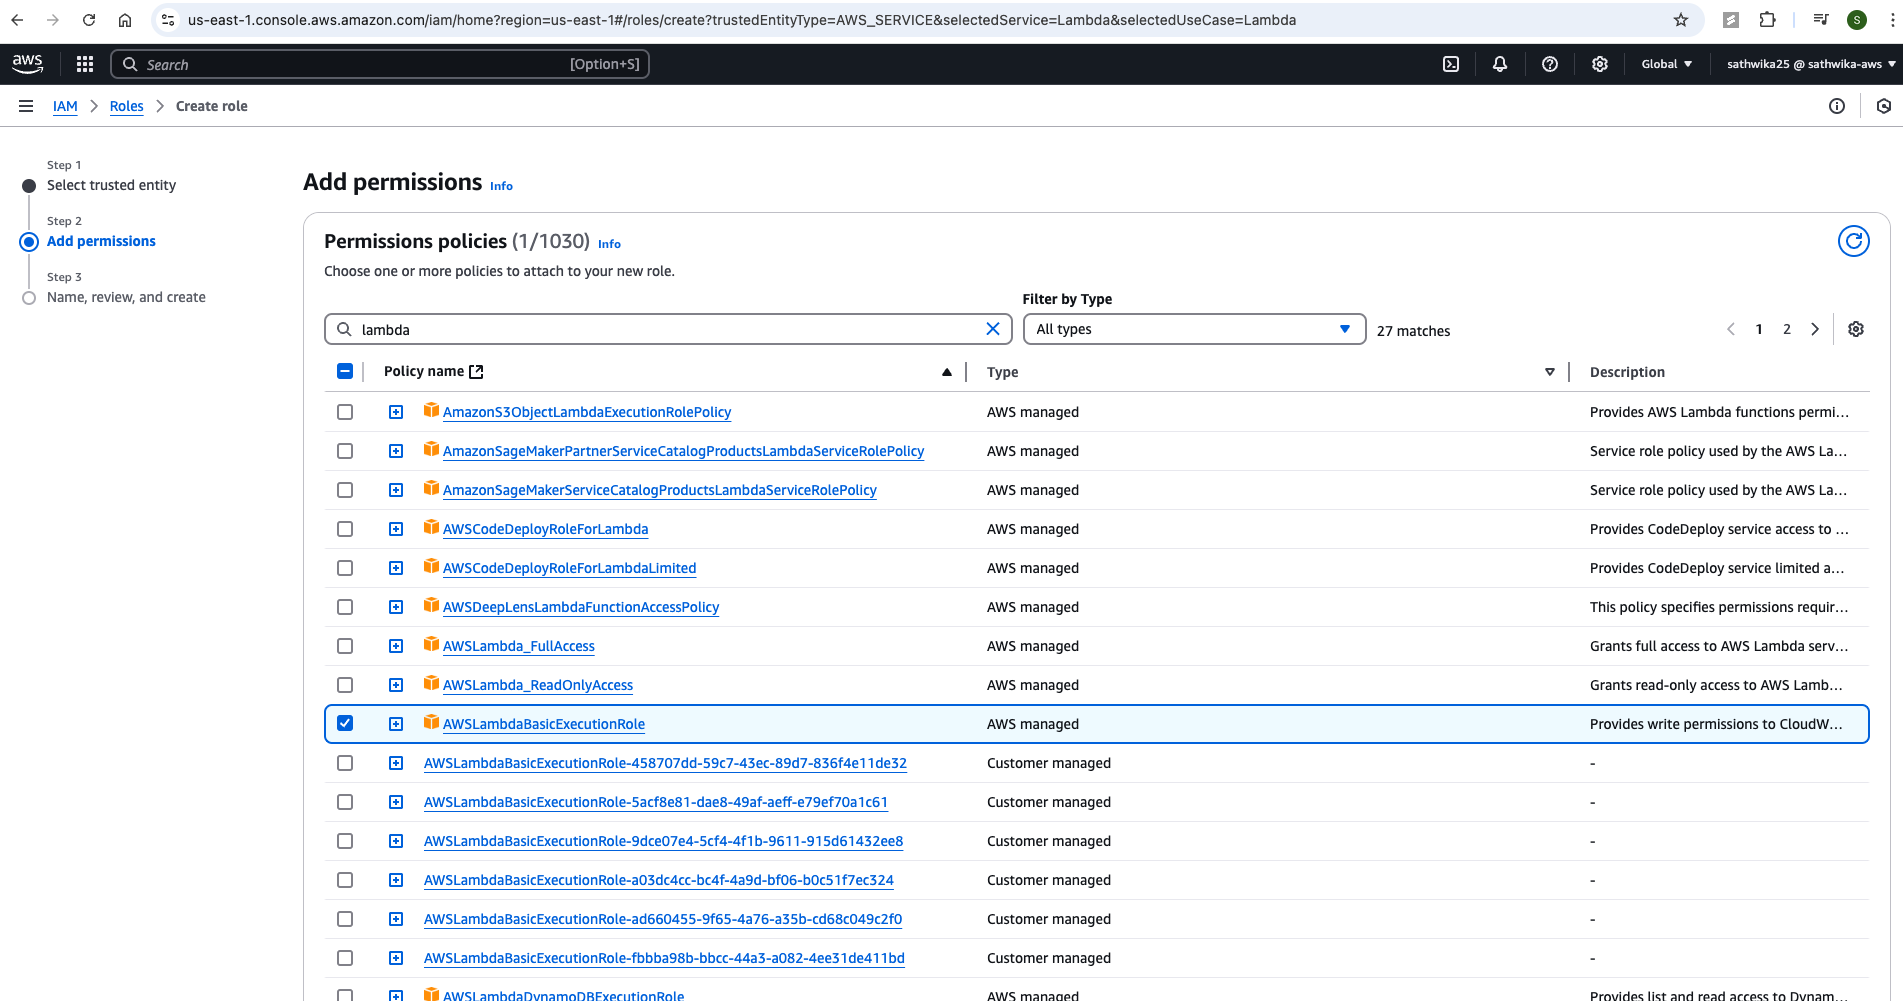 us-east-1.console.aws.amazon.com/iam/home?region=us-east-1#/roles/create?trustedEntityType=AWS_SERVICE&selectedService=Lambda&selectedUseCase=Lambda
S
aws
Search
[Option+S]
Global
sathwika25 @ sathwika-aws
IAM
Roles
Create role
Step 1
Select trusted entity
Step 2
Add permissions
Step 3
Name, review, and create
Add permissions Info
Permissions policies (1/1030) Info
Choose one or more policies to attach to your new role.
Filter by Type
lambda
All types
27 matches
1 2
Policy name Type Description
AmazonS3ObjectLambdaExecutionRolePolicy AWS managed Provides AWS Lambda functions permi...
AmazonSageMakerPartnerServiceCatalogProductsLambdaServiceRolePolicy AWS managed Service role policy used by the AWS La...
AmazonSageMakerServiceCatalogProductsLambdaServiceRolePolicy AWS managed Service role policy used by the AWS La...
AWSCodeDeployRoleForLambda AWS managed Provides CodeDeploy service access to ...
AWSCodeDeployRoleForLambdaLimited AWS managed Provides CodeDeploy service limited a...
AWSDeepLensLambdaFunctionAccessPolicy AWS managed This policy specifies permissions requir...
AWSLambda_FullAccess AWS managed Grants full access to AWS Lambda serv...
AWSLambda_ReadOnlyAccess AWS managed Grants read-only access to AWS Lamb...
AWSLambdaBasicExecutionRole AWS managed Provides write permissions to CloudW...
AWSLambdaBasicExecutionRole-458707dd-59c7-43ec-89d7-836f4e11de32 Customer managed -
AWSLambdaBasicExecutionRole-5acf8e81-dae8-49af-aeff-e79ef70a1c61 Customer managed -
AWSLambdaBasicExecutionRole-9dce07e4-5cf4-4f1b-9611-915d61432ee8 Customer managed -
AWSLambdaBasicExecutionRole-a03dc4cc-bc4f-4a9d-bf06-b0c51f7ec324 Customer managed -
AWSLambdaBasicExecutionRole-ad660455-9f65-4a76-a35b-cd68c049c2f0 Customer managed -
AWSLambdaBasicExecutionRole-fbbba98b-bbcc-44a3-a082-4ee31de411bd Customer managed -
AWSLambdaDynamoDBExecutionRole AWS managed Provides list and read access to Dynam...